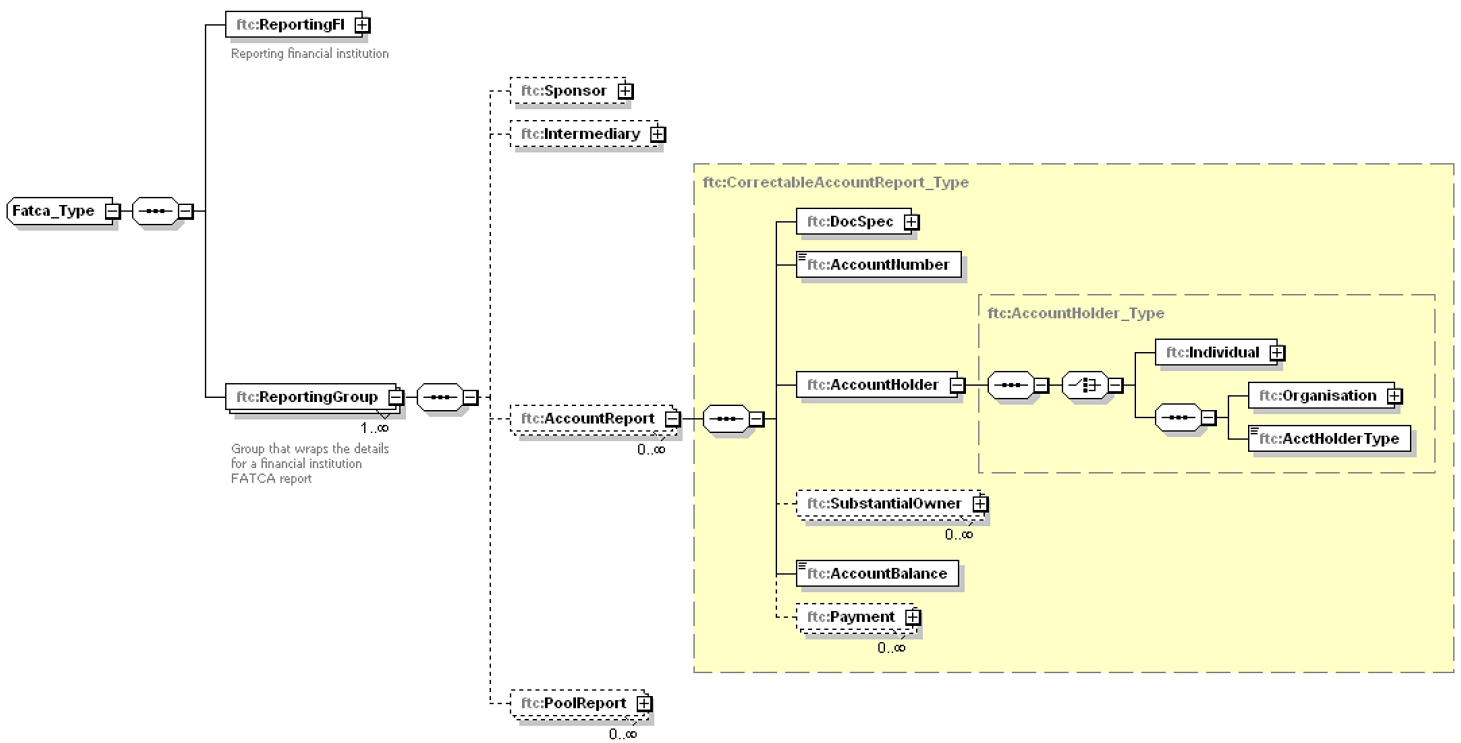 ftc:ReportingFI
Reporting financial institution
ftc:Sponsor
ftc:Intermediary
ftc:CorrectableAccountReport_Type
Fatca_Type
ftc:DocSpec
ftc:AccountNumber
ftc:AccountHolder_Type
ftc:Individual
ftc:AccountHolder
ftc:ReportingGroup
1..∞
Group that wraps the details
for a financial institution
FATCA report
ftc:Organisation
ftc:AccountReport
0..∞
ftc:AcctHolderType
ftc:SubstantialOwner
0..∞
ftc:AccountBalance
ftc:Payment
0..∞
ftc:PoolReport
0..∞